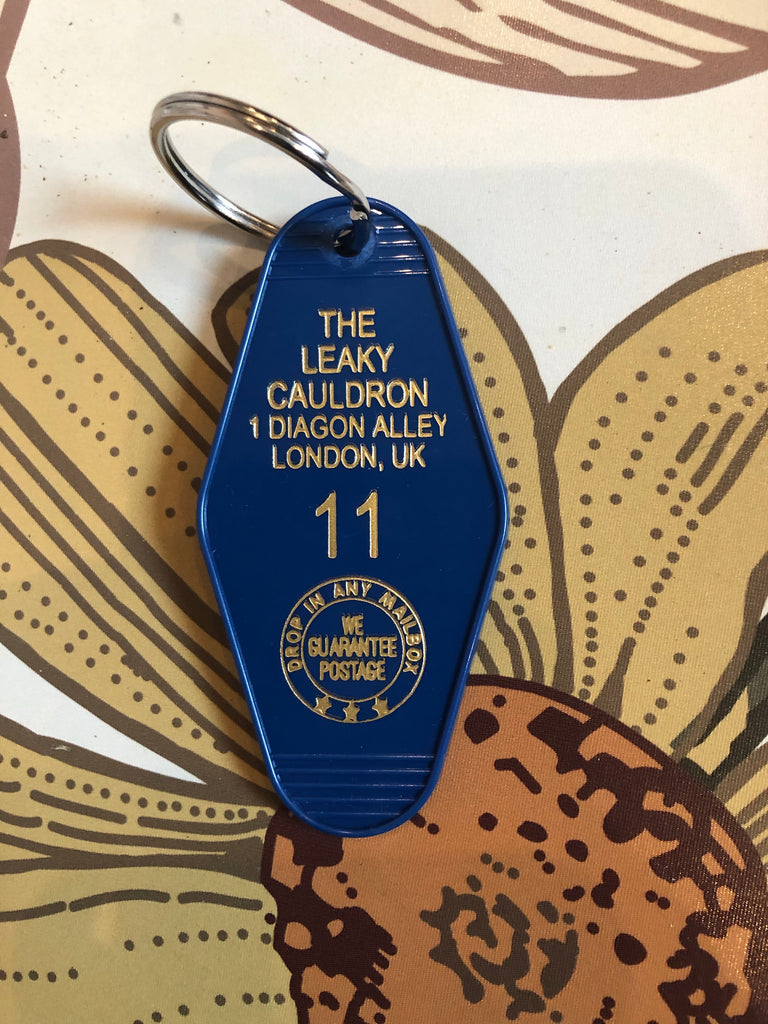 THE
LEAKY
CAULDRON
1 DIAGON ALLEY
LONDON, UK
11
DROP IN ANY MAILBOX
WE
GUARANTEE
POSTAGE